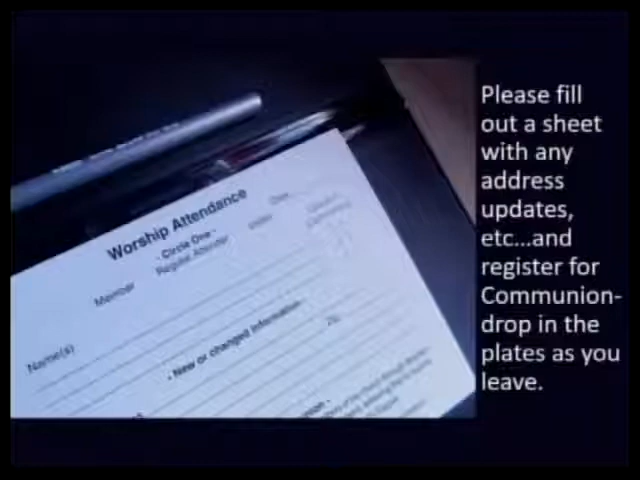 Worship Attendance
- Circle One -
Member Regular Attender Visitor
Name(s)
- New or changed information -
Please fill
out a sheet
with any
address
updates,
etc...and
register for
Communion-
drop in the
plates as you
leave.